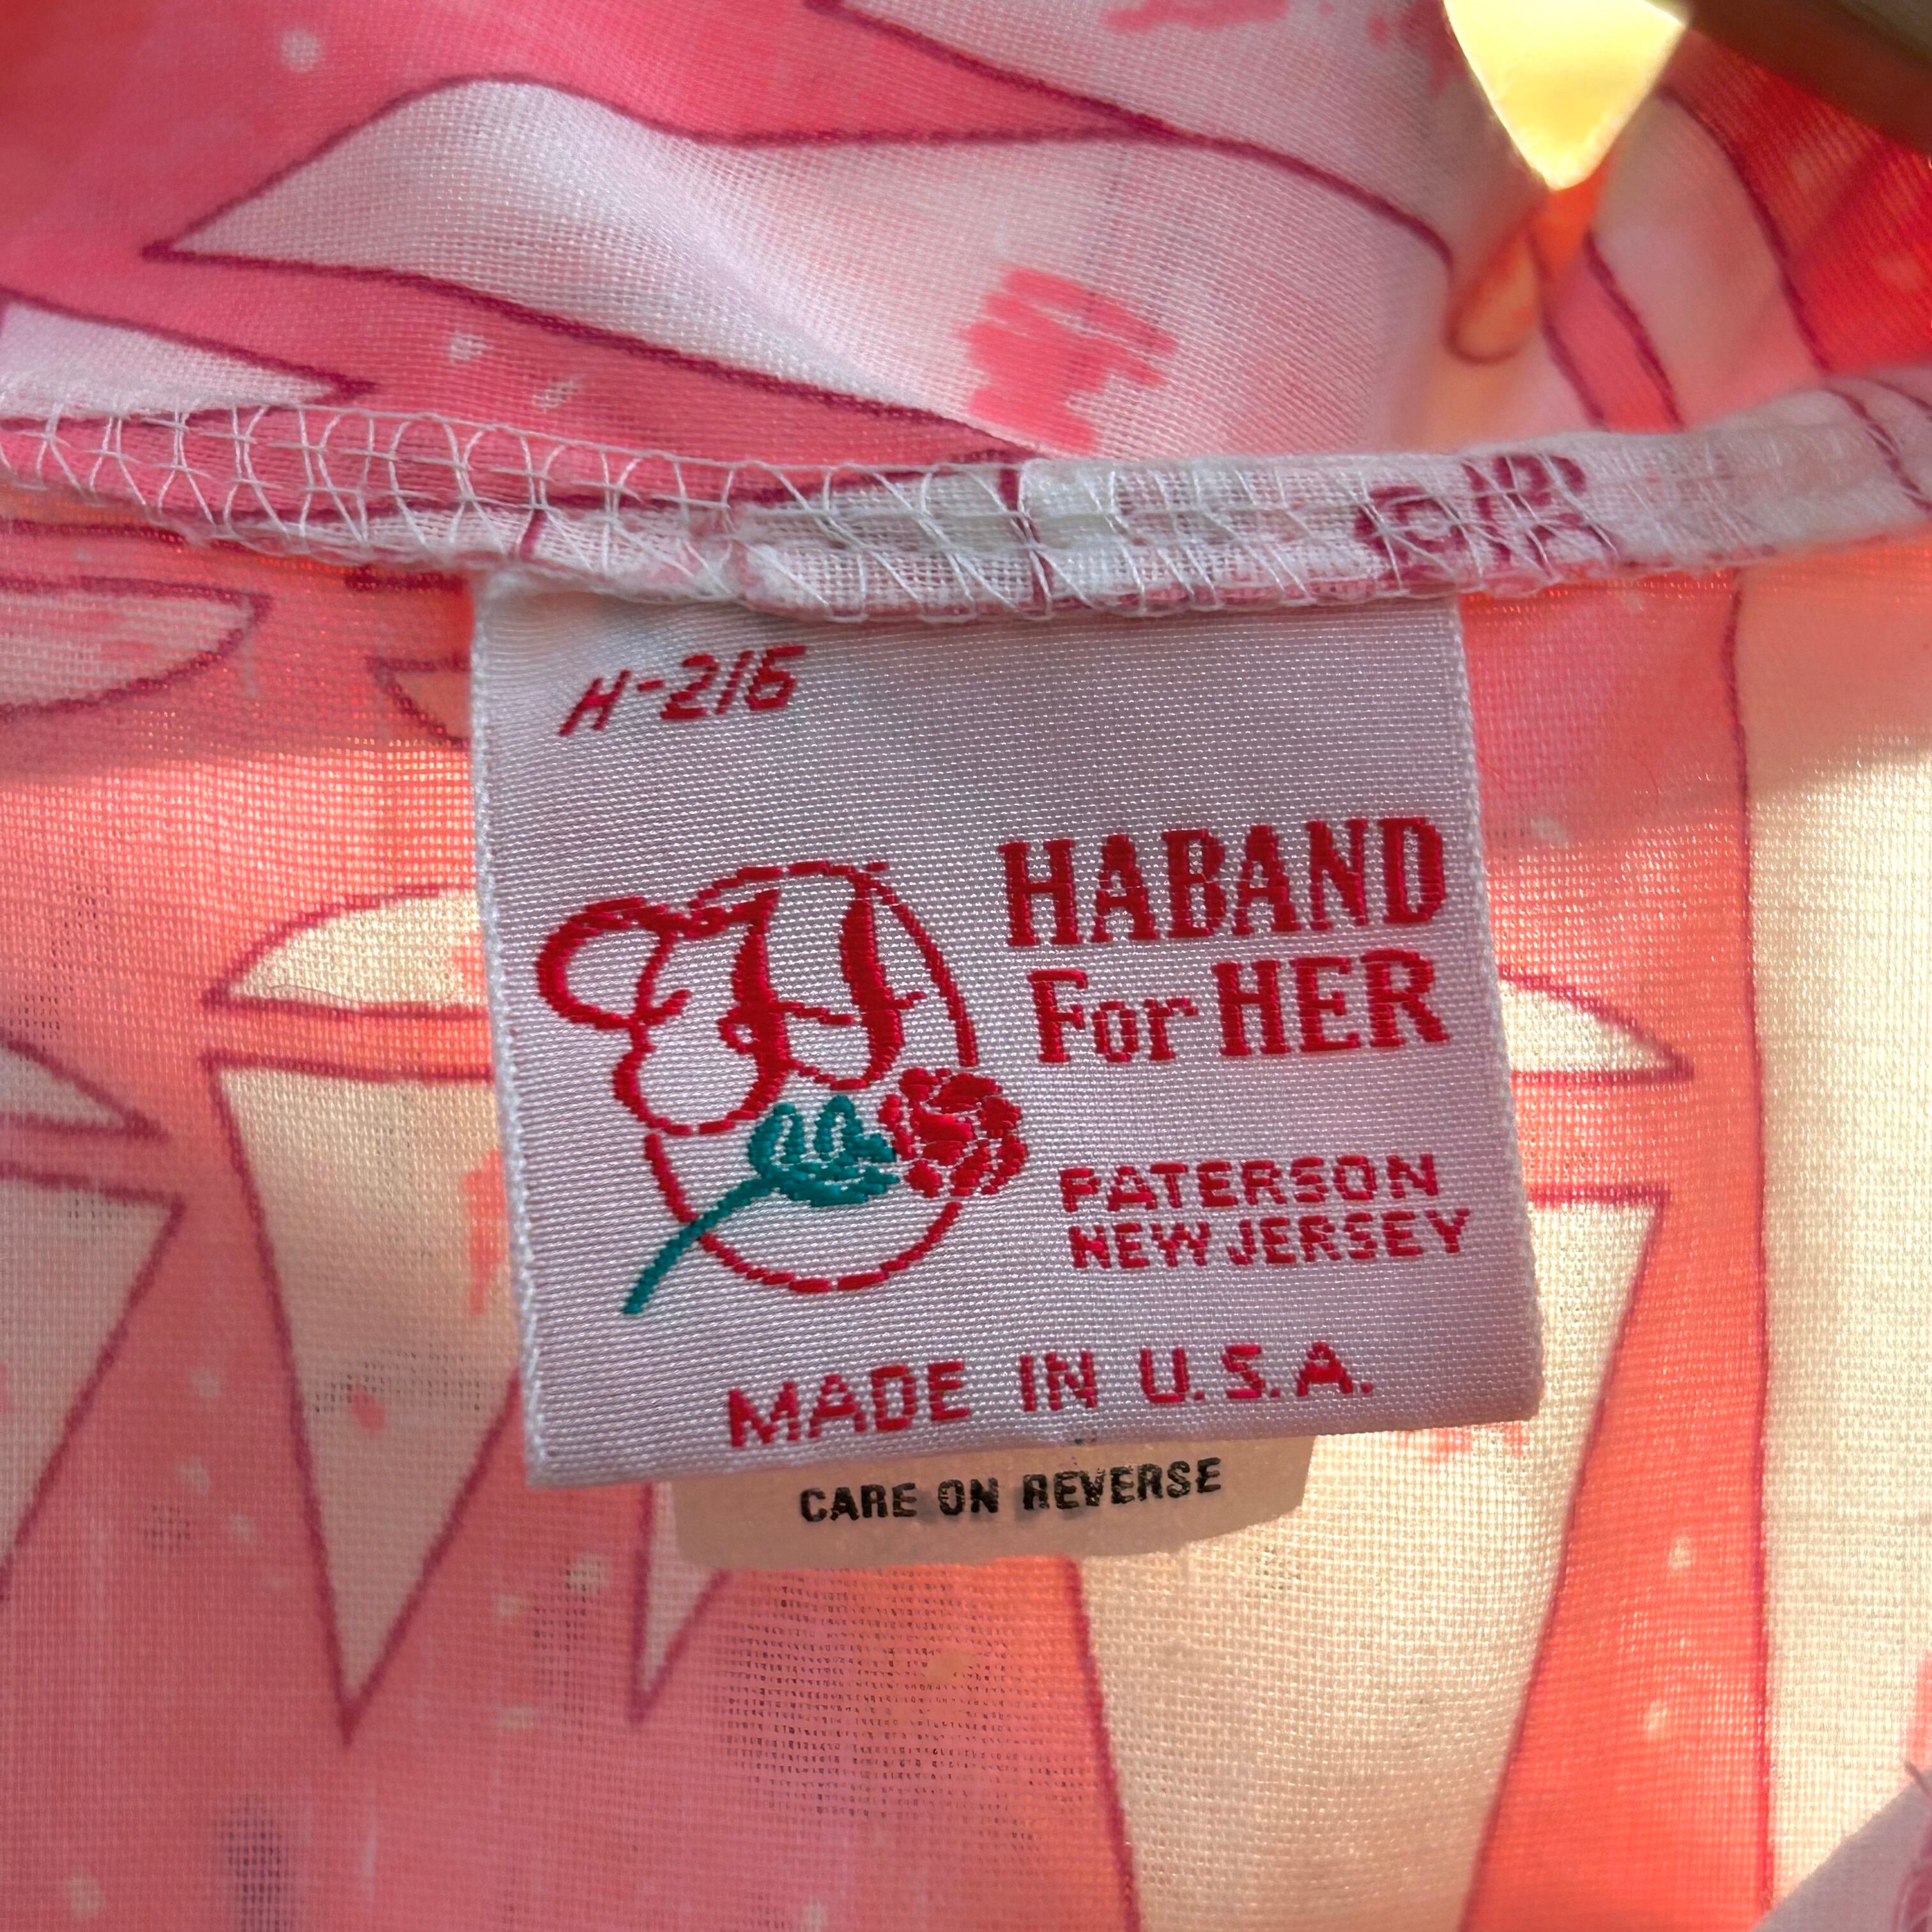 H-216
H
HABAND
For HER
PATERSON
NEW JERSEY
MADE IN U.S.A.
CARE ON REVERSE